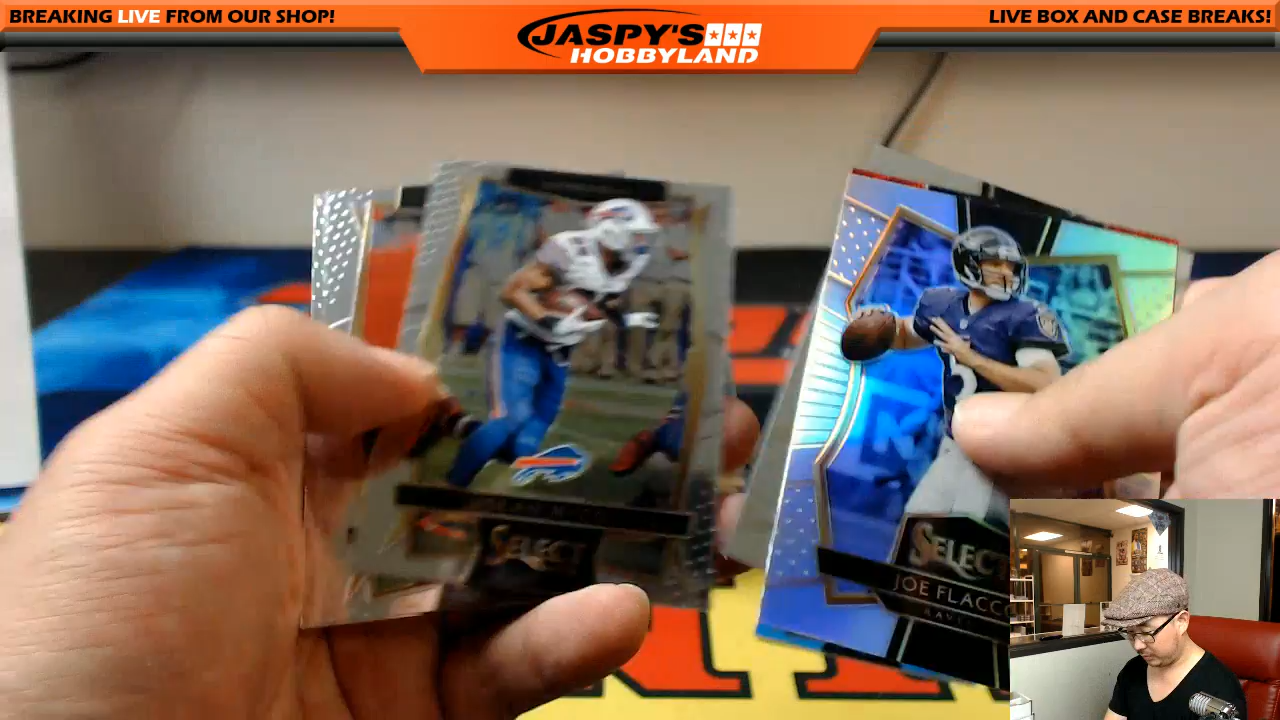 BREAKING LIVE FROM OUR SHOP!
JASPY'S
HOBBYLAND
LIVE BOX AND CASE BREAKS!
SELECT
SELECT
JOE FLACCO